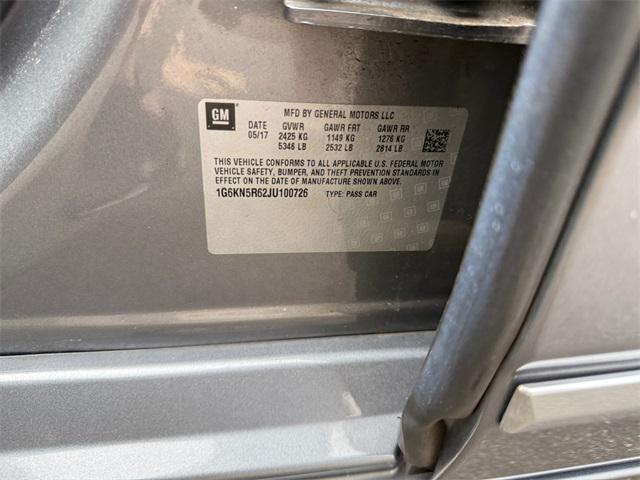 GM
MFD BY GENERAL MOTORS LLC
DATE GVWR GAWR FRT GAWR RR
05/17 2425 KG 1149 KG 1276 KG
5346 LB 2532 LB 2814 LB
THIS VEHICLE CONFORMS TO ALL APPLICABLE U.S. FEDERAL MOTOR
VEHICLE SAFETY, BUMPER, AND THEFT PREVENTION STANDARDS IN
EFFECT ON THE DATE OF MANUFACTURE SHOWN ABOVE.
1G6KN5R62JU100726 TYPE: PASS CAR